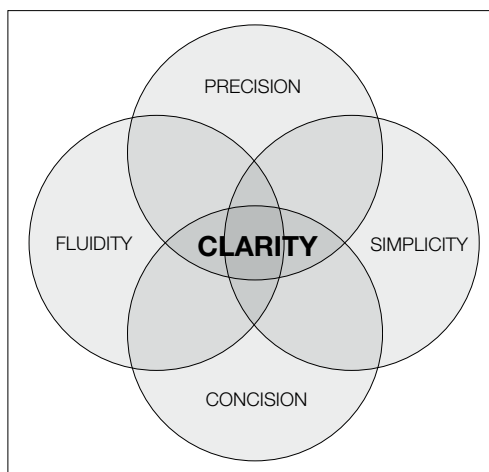 PRECISION
FLUIDITY
CLARITY
SIMPLICITY
CONCISION